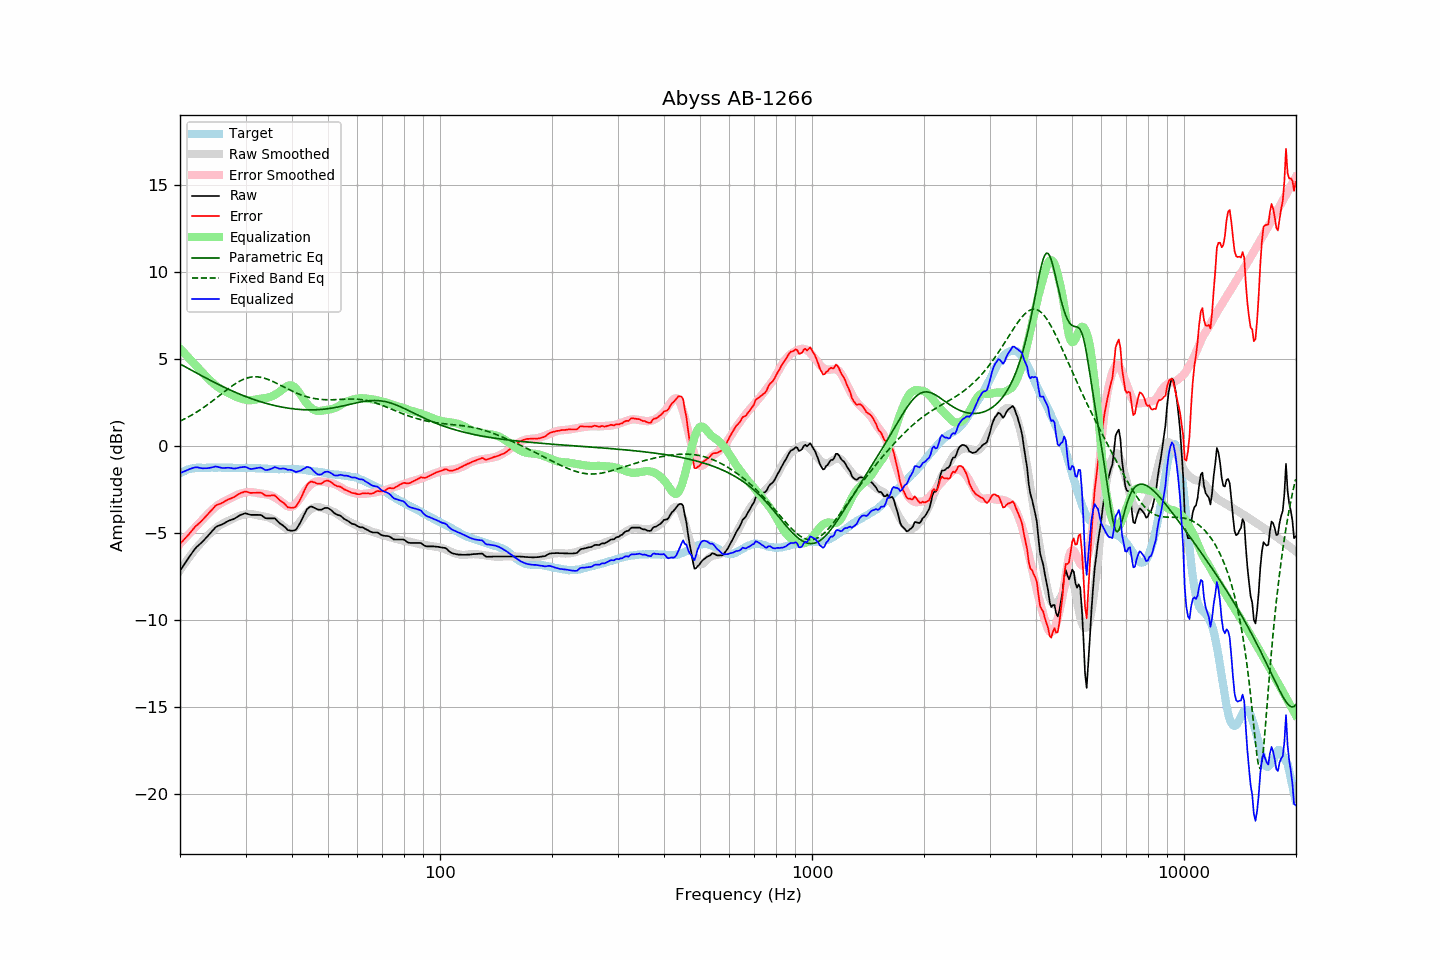 Abyss AB-1266
Target
Raw Smoothed
Error Smoothed
Raw
Error
Equalization
Parametric Eq
Fixed Band Eq
Equalized
15
10
5
0
−5
−10
−15
−20
Amplitude (dBr)
100
1000
10000
Frequency (Hz)